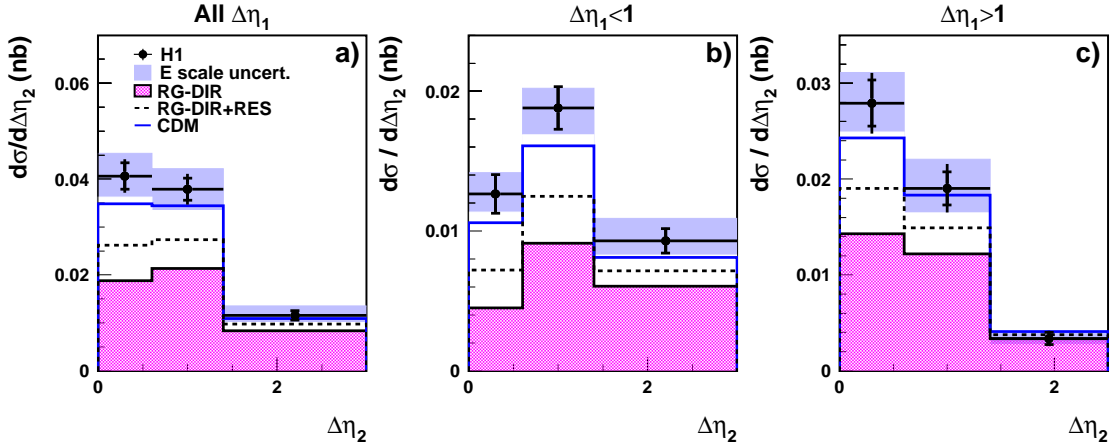 All Δη1
a)
dσ/dΔη2 (nb)
H1
E scale uncert.
RG-DIR
RG-DIR+RES
CDM
0.06
0.04
0.02
0
0
2
Δη2
Δη1<1
b)
dσ / dΔη2 (nb)
0.02
0.01
0
0
2
Δη2
Δη1>1
c)
dσ / dΔη2 (nb)
0.03
0.02
0.01
0
0
2
Δη2